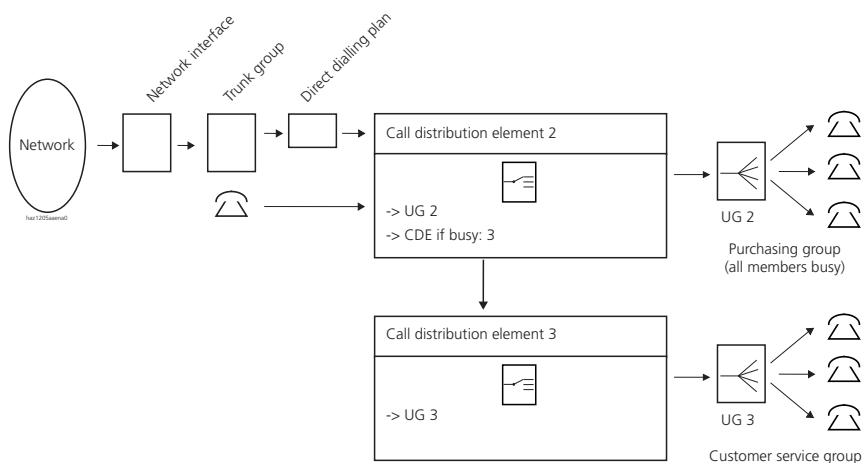 Network interface
Trunk group
Direct dialling plan
Network
haz1205aaena0
Call distribution element 2
-> UG 2
-> CDE if busy: 3
UG 2
Purchasing group
(all members busy)
Call distribution element 3
-> UG 3
UG 3
Customer service group